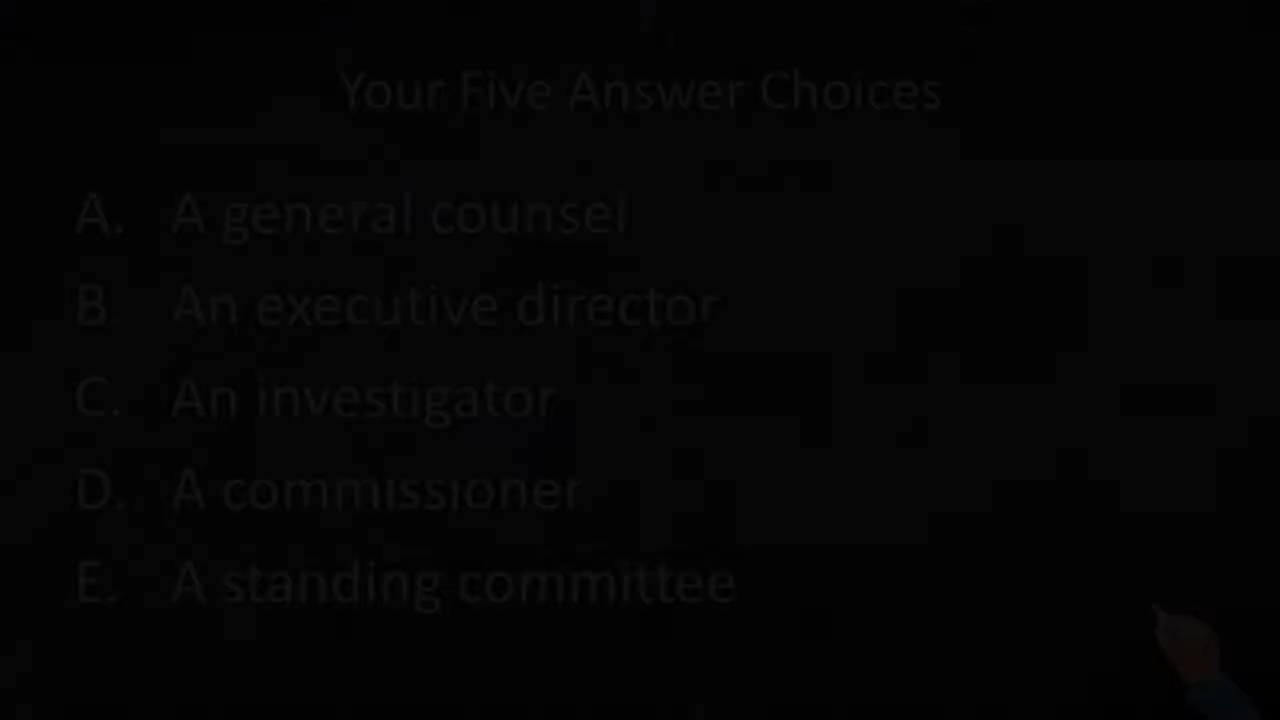 Your Five Answer Choices
A. A general counsel
B. An executive director
C. An investigator
D. A commissioner
E. A standing committee